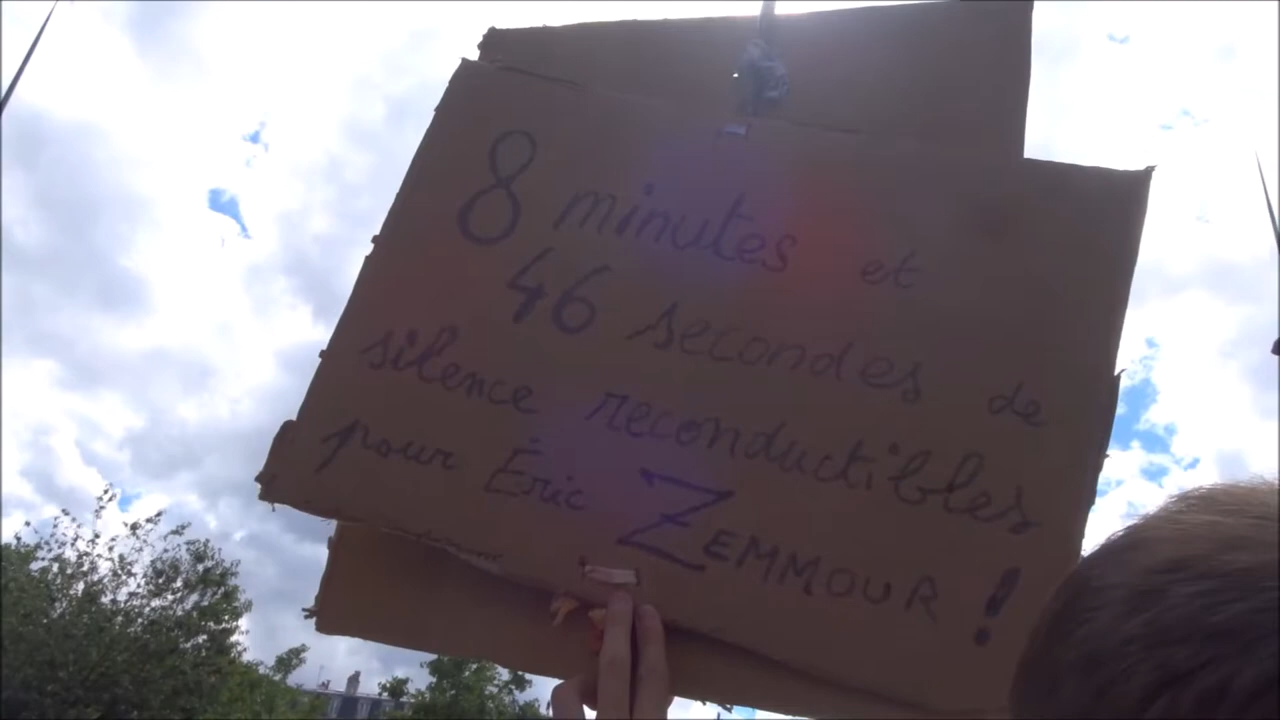 8 minutes et
46 secondes de
silence reconductibles
pour Éric ZEMMOUR !